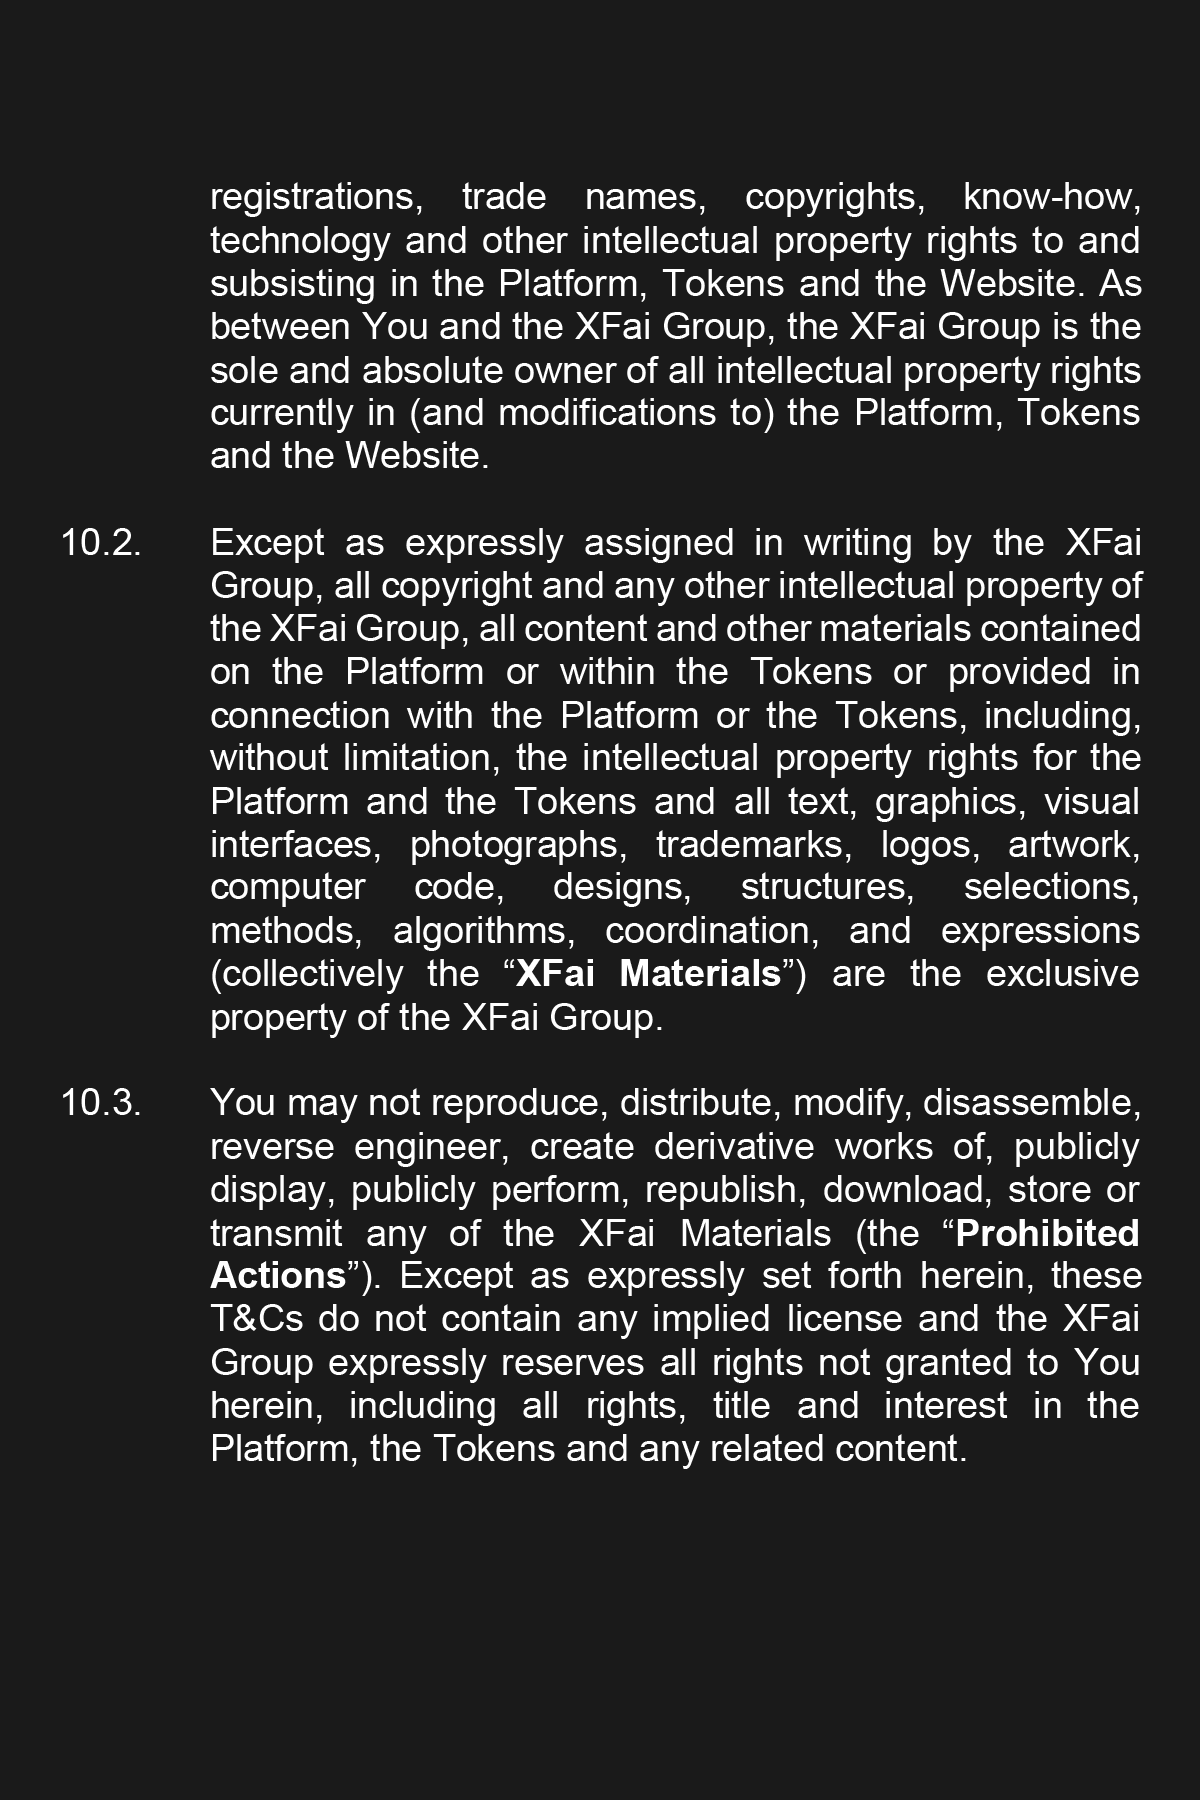 registrations, trade names, copyrights, know-how,
technology and other intellectual property rights to and
subsisting in the Platform, Tokens and the Website. As
between You and the XFai Group, the XFai Group is the
sole and absolute owner of all intellectual property rights
currently in (and modifications to) the Platform, Tokens
and the Website.
10.2. Except as expressly assigned in writing by the XFai
Group, all copyright and any other intellectual property of
the XFai Group, all content and other materials contained
on the Platform or within the Tokens or provided in
connection with the Platform or the Tokens, including,
without limitation, the intellectual property rights for the
Platform and the Tokens and all text, graphics, visual
interfaces, photographs, trademarks, logos, artwork,
computer code, designs, structures, selections,
methods, algorithms, coordination, and expressions
(collectively the “XFai Materials”) are the exclusive
property of the XFai Group.
10.3. You may not reproduce, distribute, modify, disassemble,
reverse engineer, create derivative works of, publicly
display, publicly perform, republish, download, store or
transmit any of the XFai Materials (the “Prohibited
Actions”). Except as expressly set forth herein, these
T&Cs do not contain any implied license and the XFai
Group expressly reserves all rights not granted to You
herein, including all rights, title and interest in the
Platform, the Tokens and any related content.